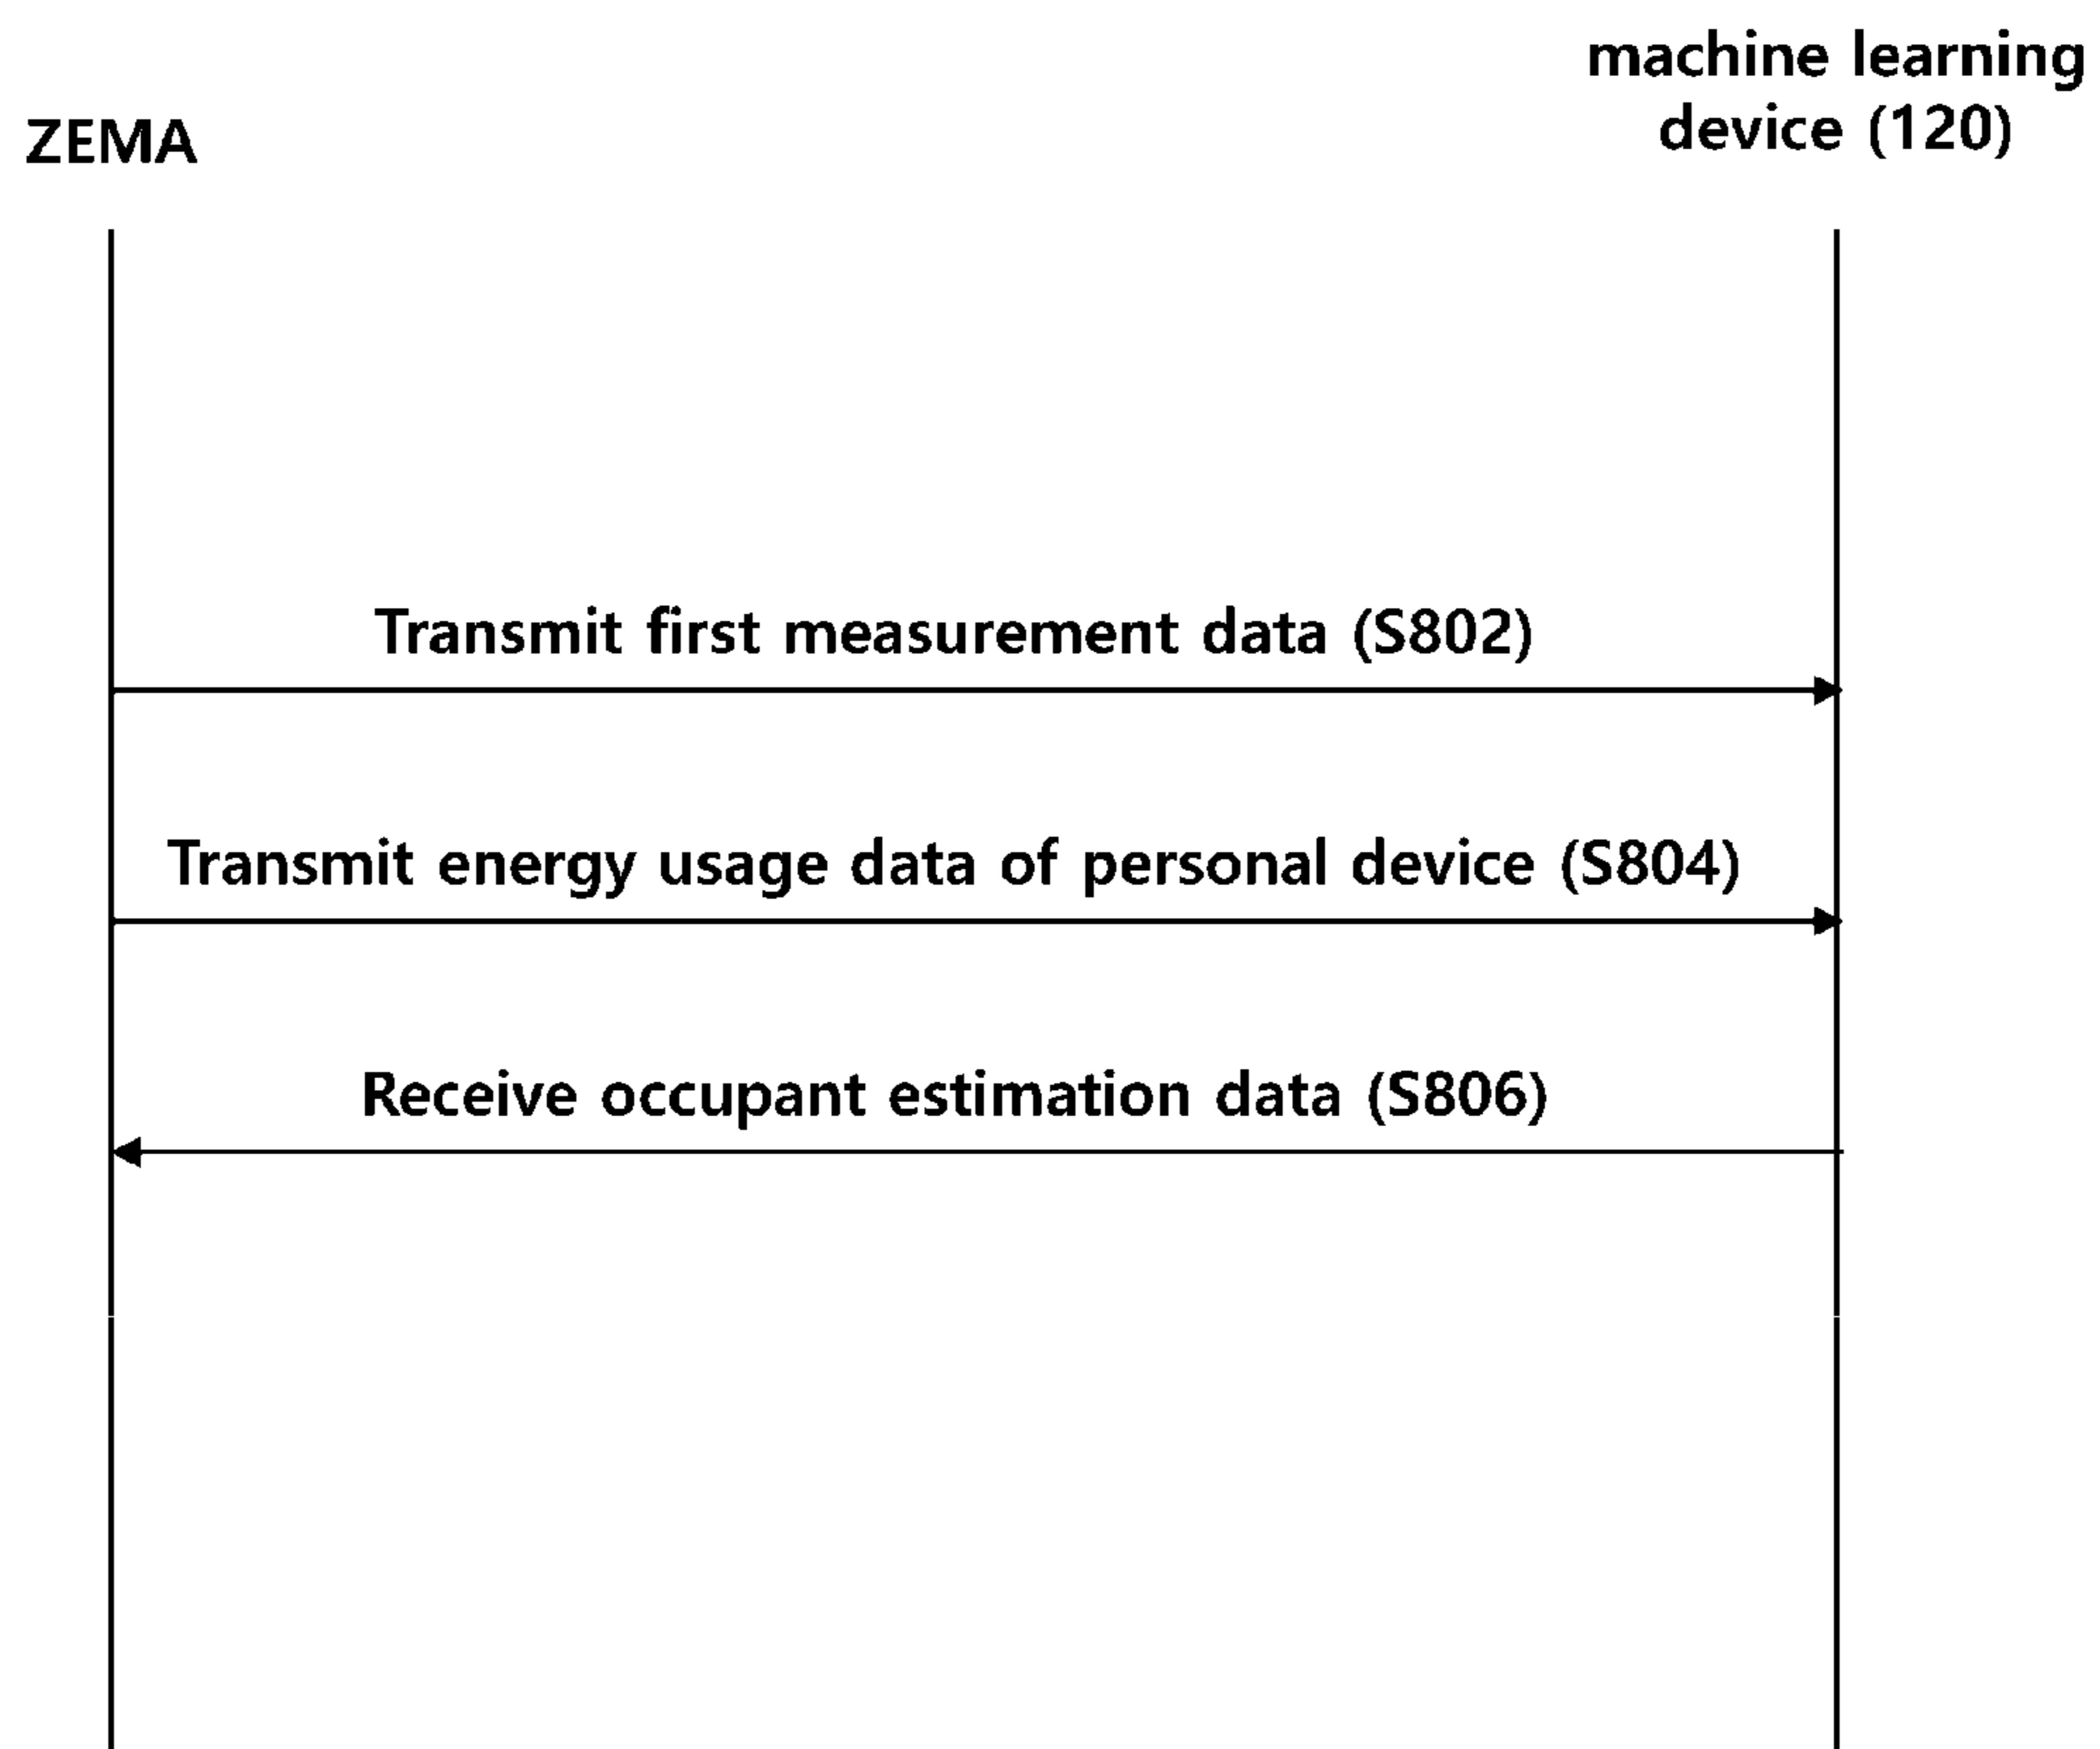 machine learning
device (120)
ZEMA
Transmit first measurement data (S802)
Transmit energy usage data of personal device (S804)
Receive occupant estimation data (S806)